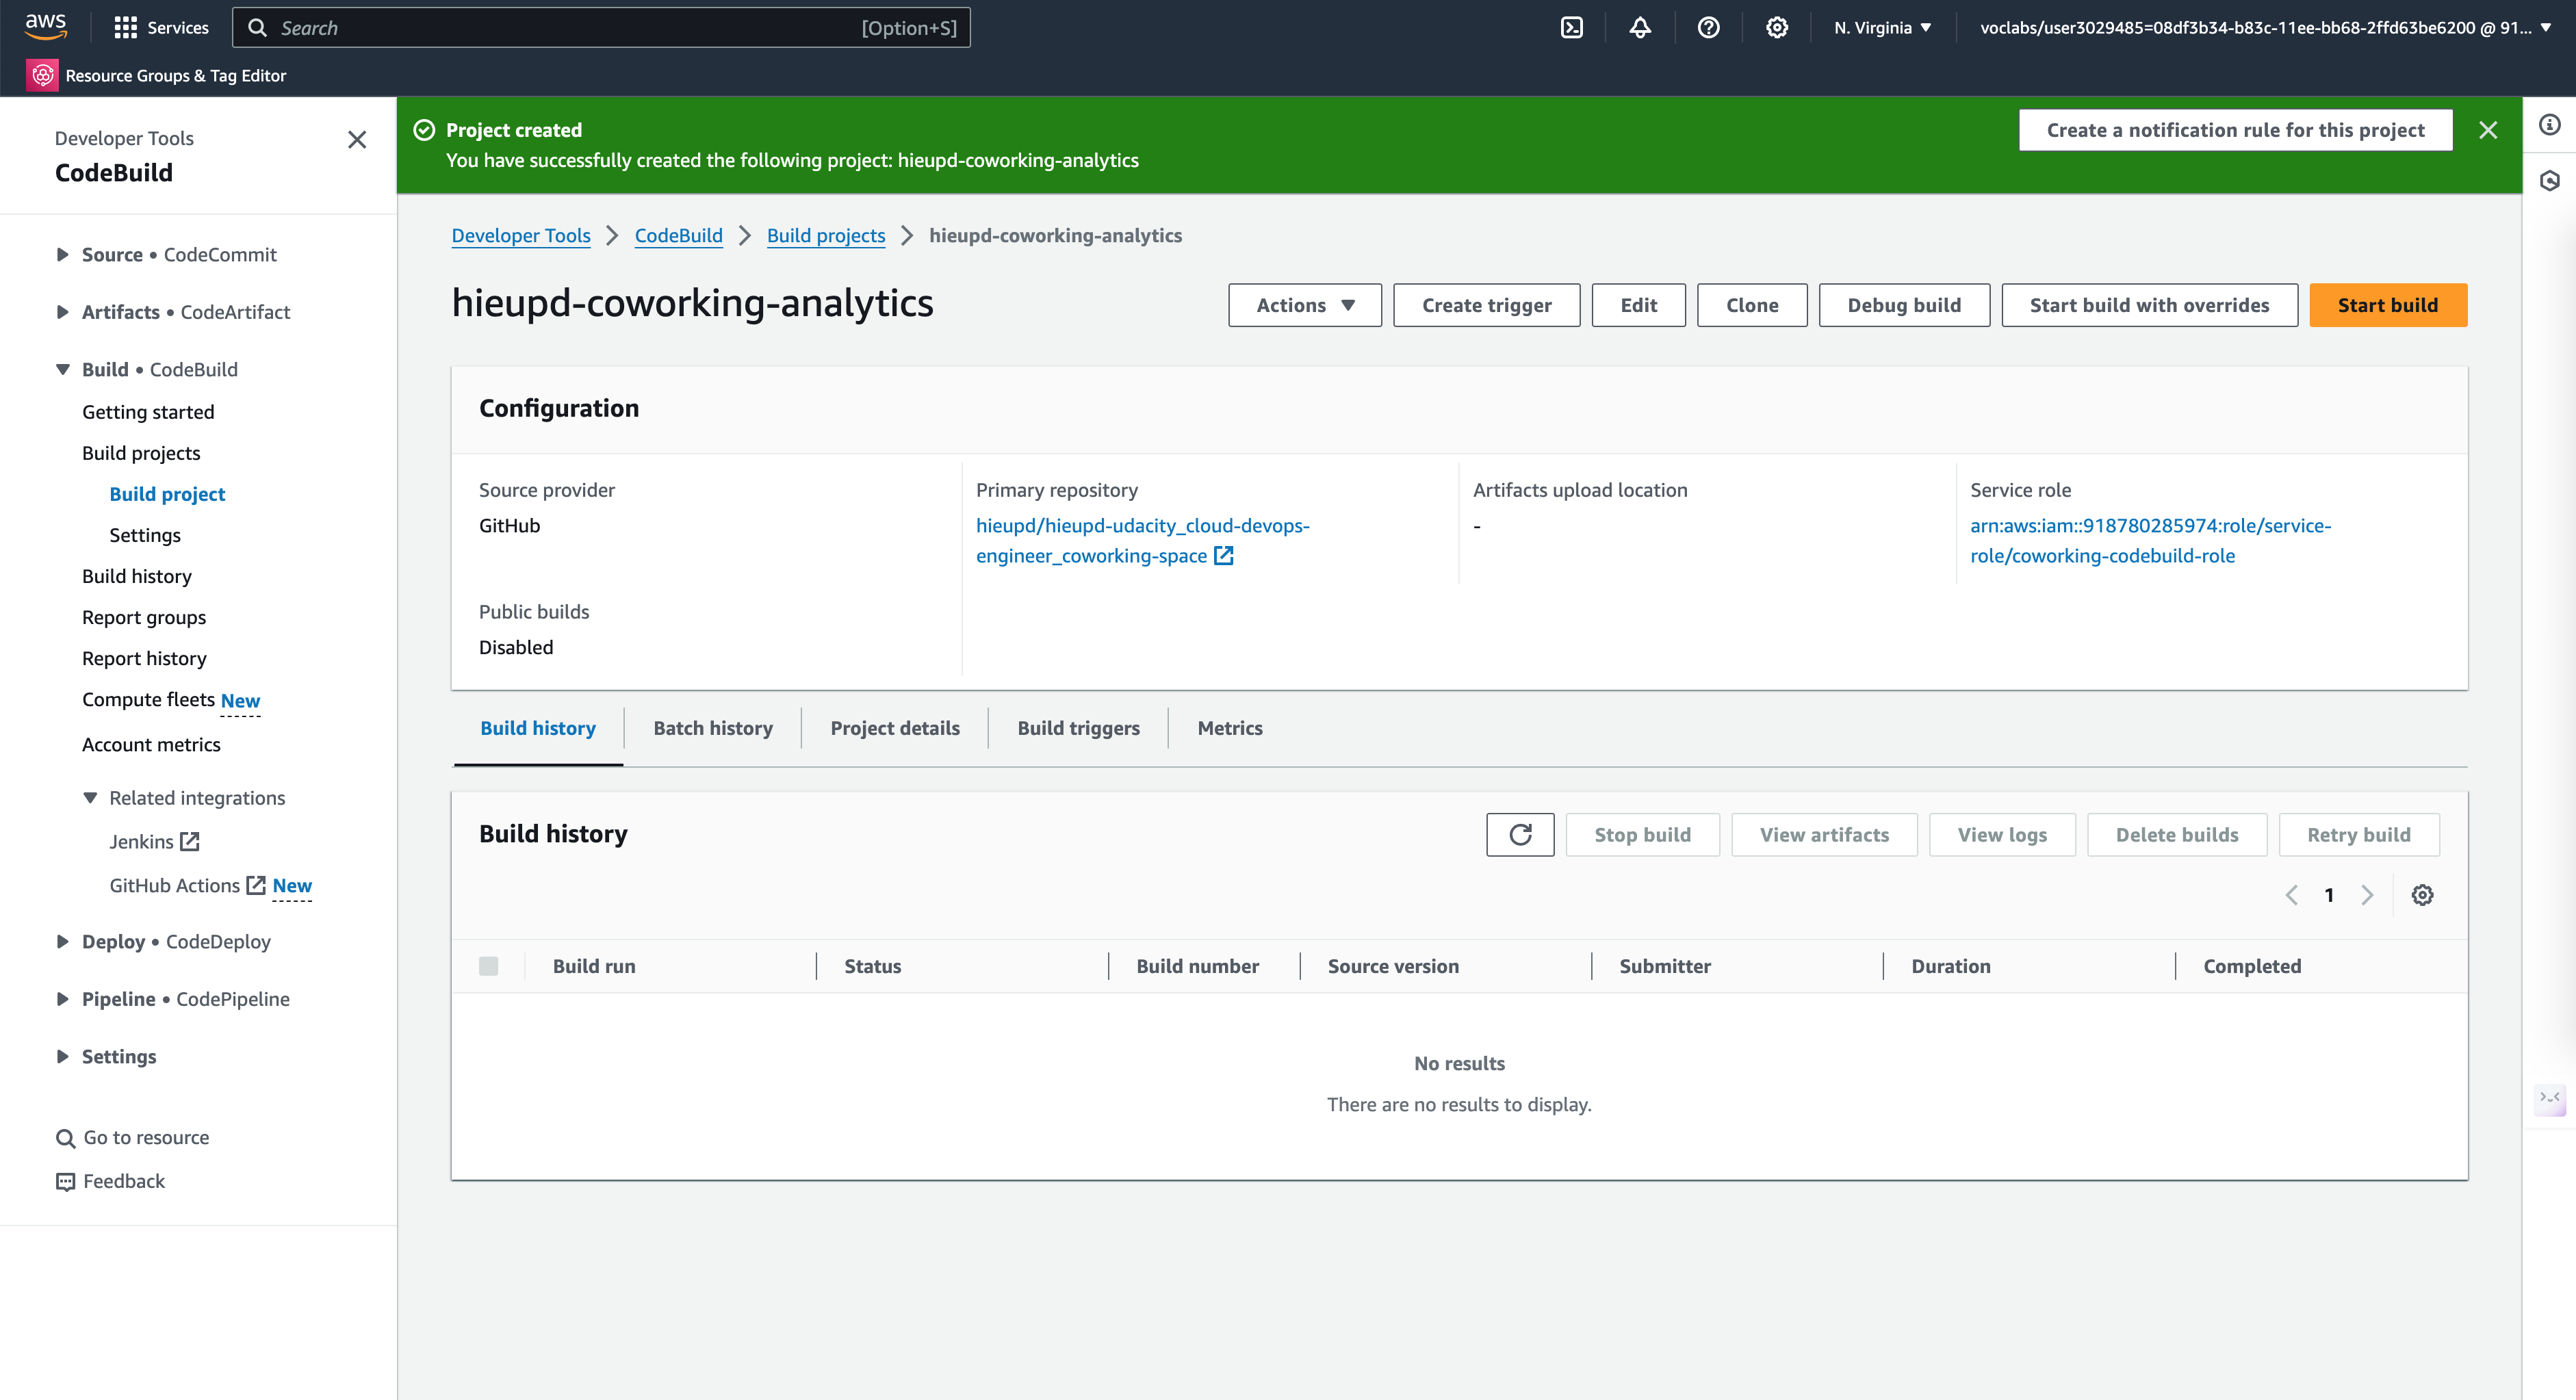 aws
Services
Search
[Option+S]
N. Virginia
voclabs/user3029485=08df3b34-b83c-11ee-bb68-2ffd63be6200 @ 91...
Resource Groups & Tag Editor
Developer Tools
CodeBuild
Source • CodeCommit
Artifacts • CodeArtifact
Build • CodeBuild
Getting started
Build projects
Build project
Settings
Build history
Report groups
Report history
Compute fleets New
Account metrics
Related integrations
Jenkins
GitHub Actions New
Deploy • CodeDeploy
Pipeline • CodePipeline
Settings
Go to resource
Feedback
Project created
You have successfully created the following project: hieupd-coworking-analytics
Create a notification rule for this project
Developer Tools
CodeBuild
Build projects
hieupd-coworking-analytics
hieupd-coworking-analytics
Actions
Create trigger
Edit
Clone
Debug build
Start build with overrides
Start build
Configuration
Source provider
GitHub
Primary repository
hieupd/hieupd-udacity_cloud-devops-
engineer_coworking-space
Artifacts upload location
-
Service role
arn:aws:iam::918780285974:role/service-
role/coworking-codebuild-role
Public builds
Disabled
Build history
Batch history
Project details
Build triggers
Metrics
Build history
Stop build
View artifacts
View logs
Delete builds
Retry build
1
Build run
Status
Build number
Source version
Submitter
Duration
Completed
No results
There are no results to display.